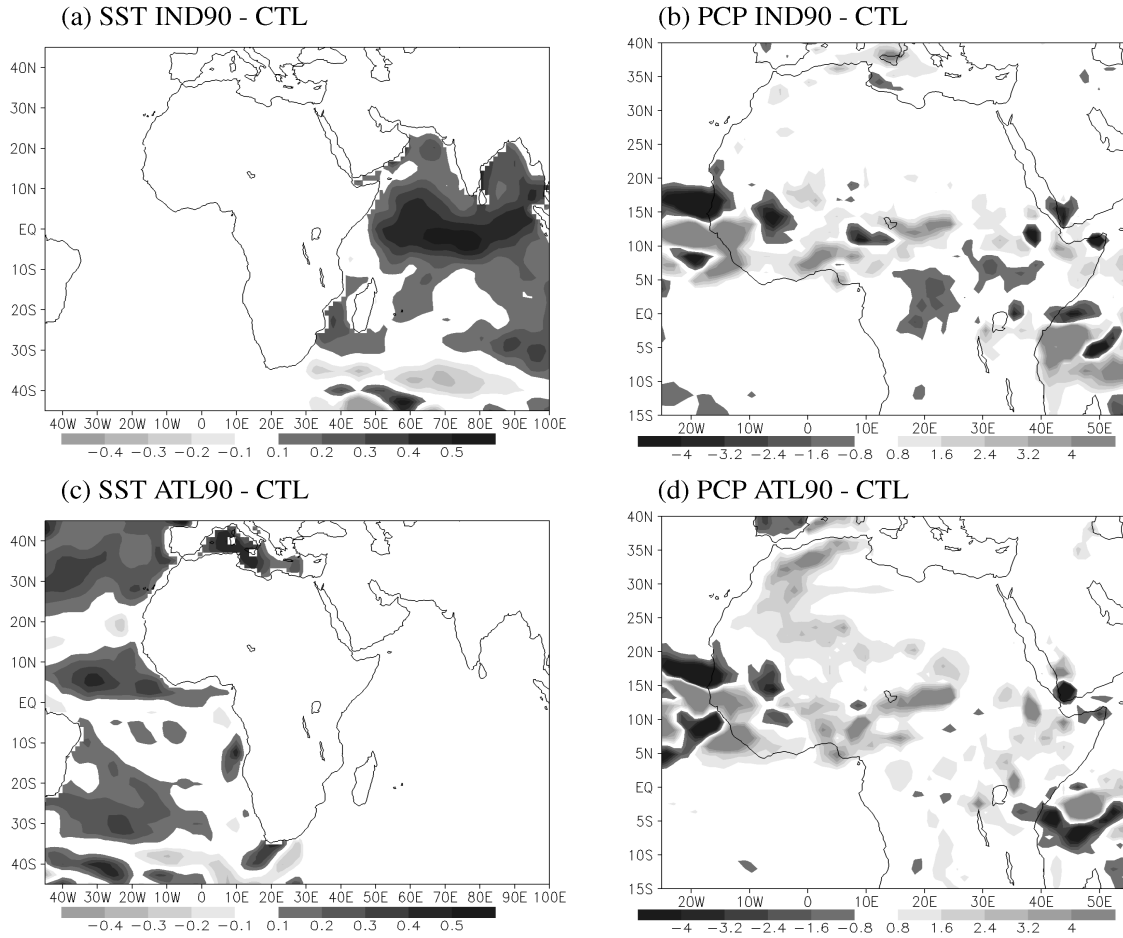 (a) SST IND90 - CTL
40N
30N
20N
10N
EQ
10S
20S
30S
40S
40W 30W 20W 10W 0 10E 20E 30E 40E 50E 60E 70E 80E 90E 100E
−0.4 −0.3 −0.2 −0.1 0.2 0.1 0.3 0.4 0.5
(b) PCP IND90 - CTL
40N
35N
30N
25N
20N
15N
10N
5N
EQ
5S
10S
15S
20W 10W 0 10E 20E 30E 40E 50E
−4 −3.2 −2.4 −1.6 −0.8 0.8 1.6 2.4 3.2 4
(c) SST ATL90 - CTL
40N
30N
20N
10N
EQ
10S
20S
30S
40S
40W 30W 20W 10W 0 10E 20E 30E 40E 50E 60E 70E 80E 90E 100E
−0.4 −0.3 −0.2 −0.1 0.2 0.1 0.3 0.4 0.5
(d) PCP ATL90 - CTL
40N
35N
30N
25N
20N
15N
10N
5N
EQ
5S
10S
15S
20W 10W 0 10E 20E 30E 40E 50E
−4 −3.2 −2.4 −1.6 −0.8 0.8 1.6 2.4 3.2 4